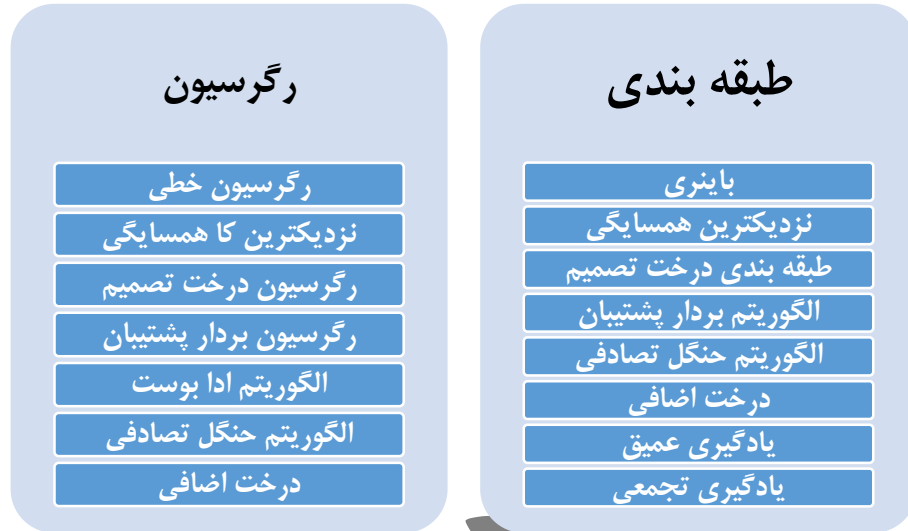 طبقه بندی
باینری
نزدیکترین همسایگی
طبقه بندی درخت تصمیم
الگوریتم بردار پشتیبان
الگوریتم حنگل تصادفی
درخت اضافی
یادگیری عمیق
یادگیری تجمعی
رگرسیون
رگرسیون خطی
نزدیکترین کا همسایگی
رگرسیون درخت تصمیم
رگرسیون بردار پشتیبان
الگوریتم ادا بوست
الگوریتم حنگل تصادفی
درخت اضافی